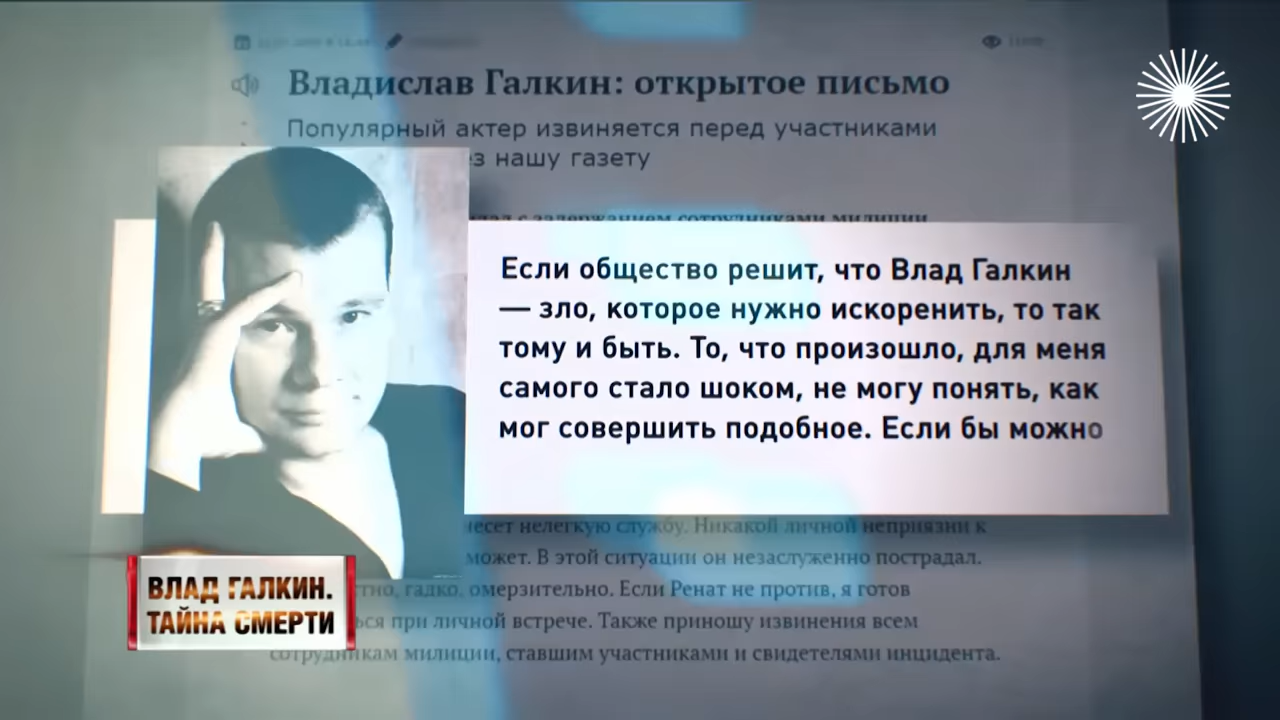 Владислав Галкин: открытое письмо
Популярный актер извиняется перед участниками
нашу газету
с задержанием сотрудниками милиции
Если общество решит, что Влад Галкин
— зло, которое нужно искоренить, то так
тому и быть. То, что произошло, для меня
самого стало шоком, не могу понять, как
мог совершить подобное. Если бы можно
нелегкую службу. Никакой личной неприязни к
может. В этой ситуации он незаслуженно пострадал.
гадко, омерзительно. Если Ренат не против, я готов
при личной встрече. Также приношу извинения всем
сотрудникам милиции, ставшим участниками и свидетелями инцидента.
ВЛАД ГАЛКИН.
ТАЙНА СМЕРТИ